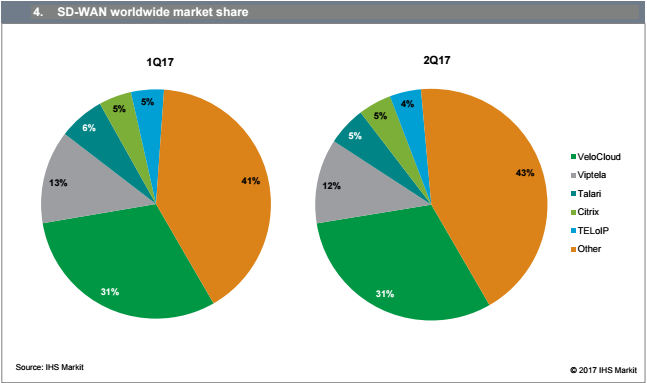 4. SD-WAN worldwide market share
1Q17
41%
31%
13%
6%
5%
5%
2Q17
43%
31%
12%
5%
5%
4%
VeloCloud
Viptela
Talari
Citrix
TELoIP
Other
Source: IHS Markit
© 2017 IHS Markit